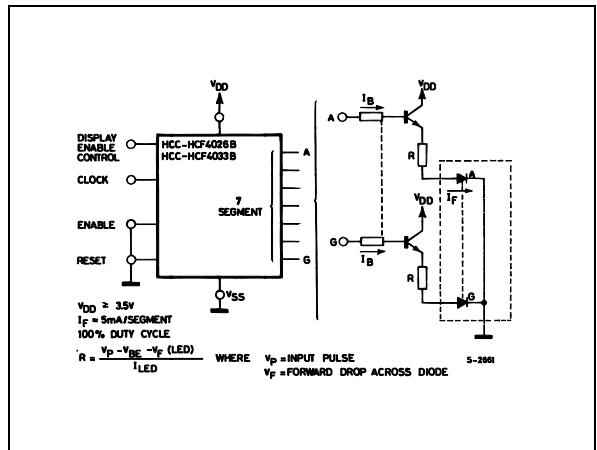 VDD
DISPLAY
ENABLE
CONTROL
HCC-HCF4026B
HCC-HCF4033B
CLOCK
ENABLE
RESET
7
SEGMENT
A
G
VSS
VDD ≥ 3.5V
IF ≈ 5mA/SEGMENT
100% DUTY CYCLE
R = VP - VBE - VF (LED)
ILED
WHERE VP = INPUT PULSE
VF = FORWARD DROP ACROSS DIODE
IB
VDD
A
R
A
IF
VDD
G
IB
R
G
S-2661